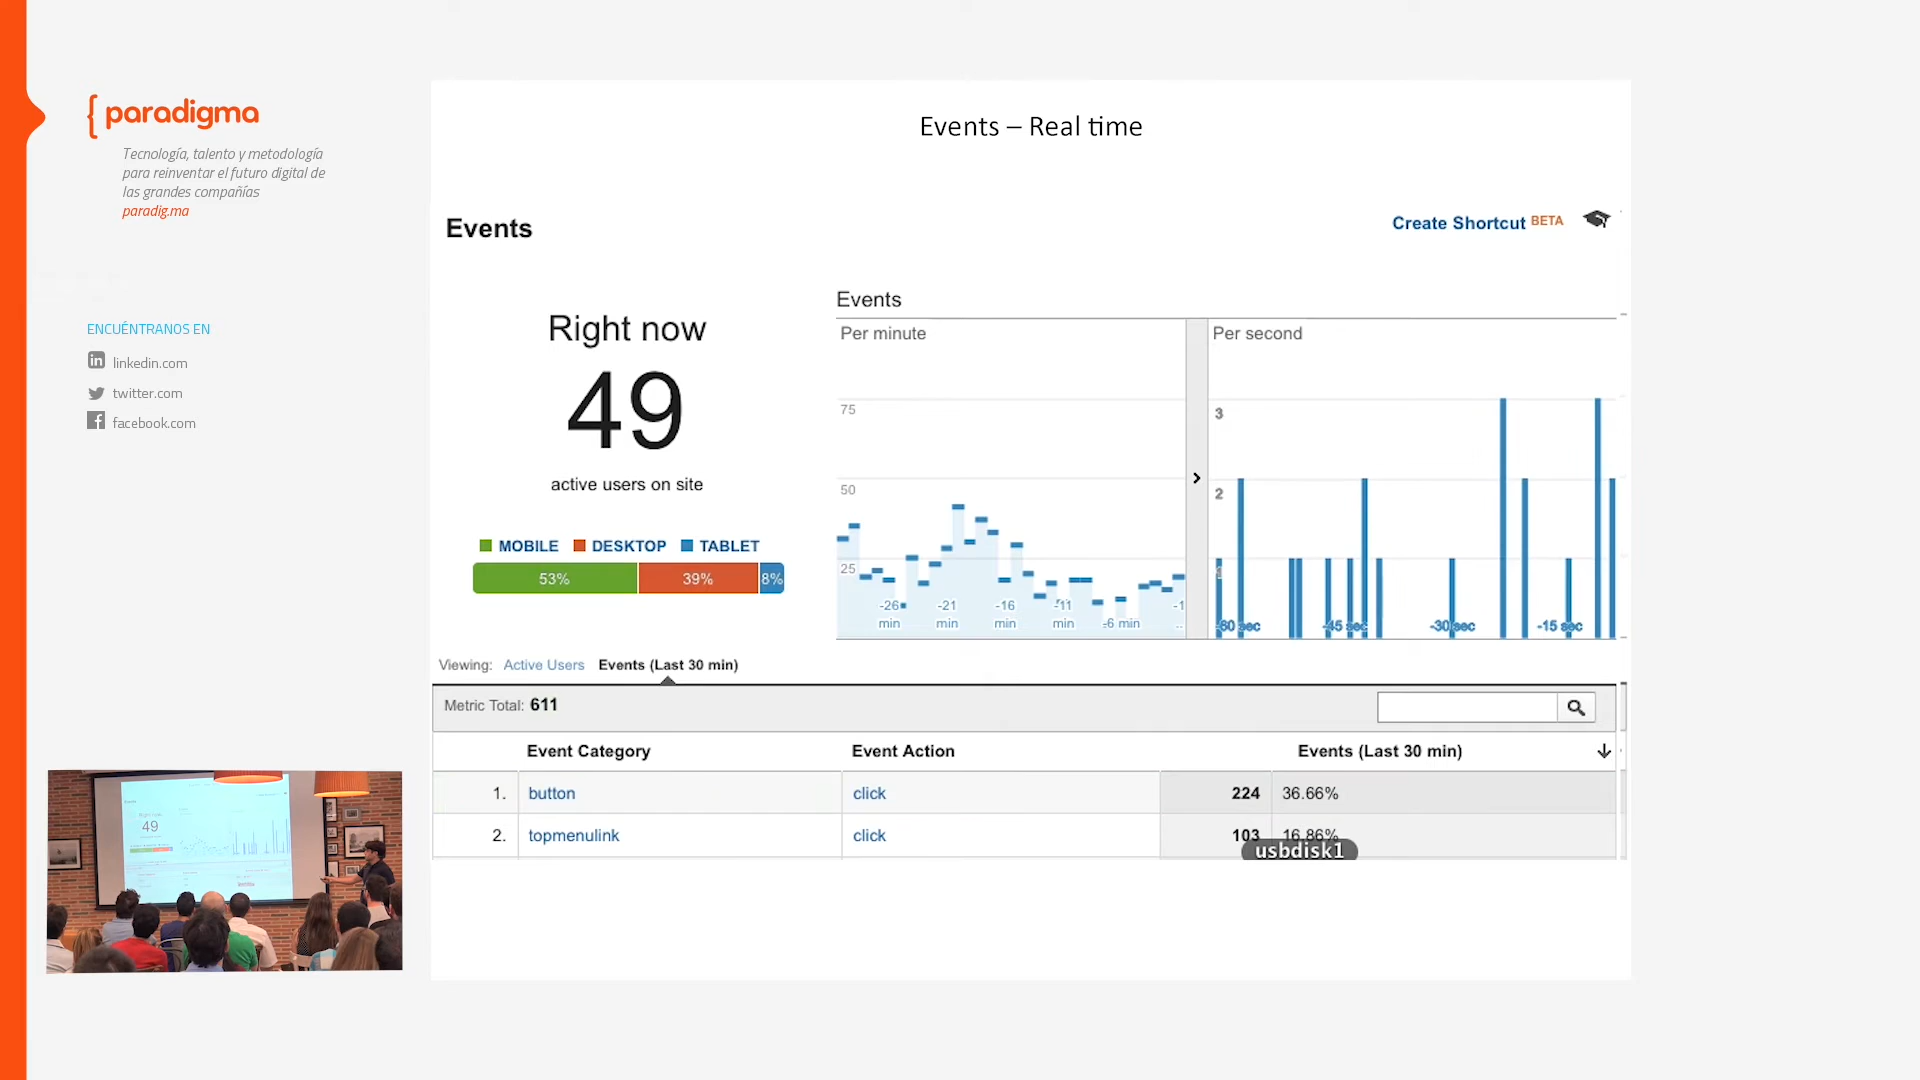 { paradigma
Tecnología, talento y metodología
para reinventar el futuro digital de
las grandes compañías
paradig.ma
ENCUÉNTRANOS EN
linkedin.com
twitter.com
facebook.com
Events – Real time
Events
Create Shortcut BETA
Right now
49
active users on site
MOBILE DESKTOP TABLET
53% 39% 8%
Events
Per minute
75
50
25
-26 min
-21 min
-16 min
-11 min
-6 min
-1 ...
Per second
3
2
1
-60 sec
-45 sec
-30 sec
-15 sec
Viewing: Active Users Events (Last 30 min)
Metric Total: 611
Event Category Event Action Events (Last 30 min)
1. button click 224 36.66%
2. topmenulink click 103 16.86%
usbdisk1
49